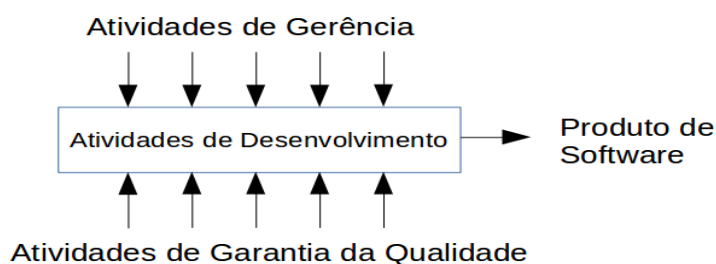 Atividades de Gerência
Atividades de Desenvolvimento
Produto de
Software
Atividades de Garantia da Qualidade